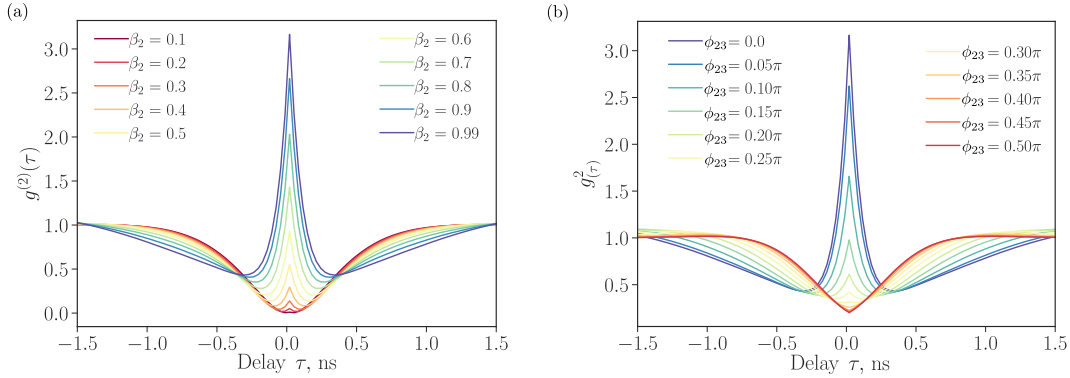 (a)
β₂ = 0.1
β₂ = 0.2
β₂ = 0.3
β₂ = 0.4
β₂ = 0.5
β₂ = 0.6
β₂ = 0.7
β₂ = 0.8
β₂ = 0.9
β₂ = 0.99
g⁽²⁾(τ)
3.0
2.5
2.0
1.5
1.0
0.5
0.0
−1.5 −1.0 −0.5 0.0 0.5 1.0 1.5
Delay τ, ns
(b)
ϕ₂₃ = 0.0
ϕ₂₃ = 0.05π
ϕ₂₃ = 0.10π
ϕ₂₃ = 0.15π
ϕ₂₃ = 0.20π
ϕ₂₃ = 0.25π
ϕ₂₃ = 0.30π
ϕ₂₃ = 0.35π
ϕ₂₃ = 0.40π
ϕ₂₃ = 0.45π
ϕ₂₃ = 0.50π
g²₍τ₎
3.0
2.5
2.0
1.5
1.0
0.5
−1.5 −1.0 −0.5 0.0 0.5 1.0 1.5
Delay τ, ns